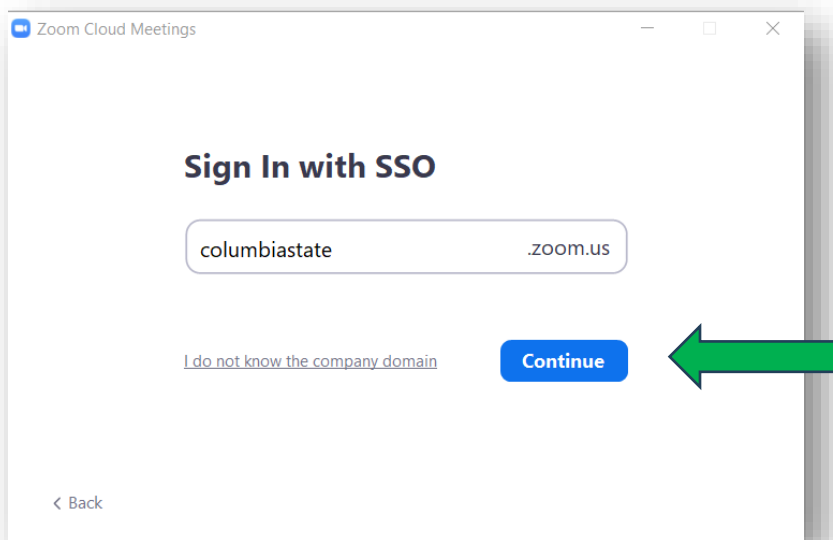 Zoom Cloud Meetings
Sign In with SSO
columbiastate .zoom.us
I do not know the company domain Continue
Back